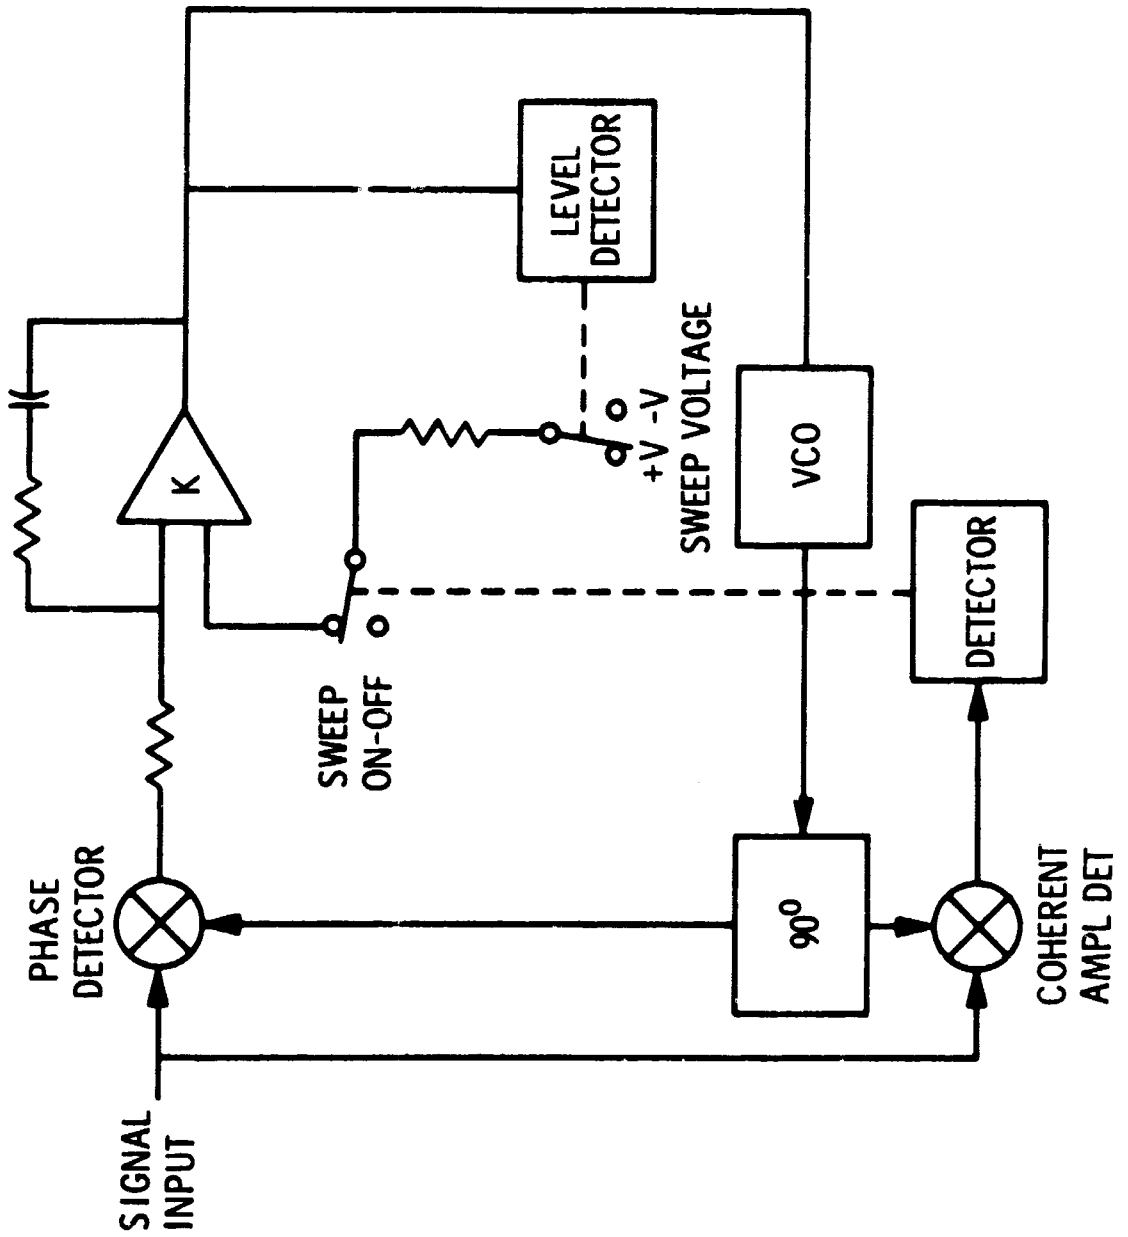 SIGNAL
INPUT
PHASE
DETECTOR
K
SWEEP
ON-OFF
LEVEL
DETECTOR
+V -V
SWEEP VOLTAGE
90°
VCO
COHERENT
AMPL DET
DETECTOR